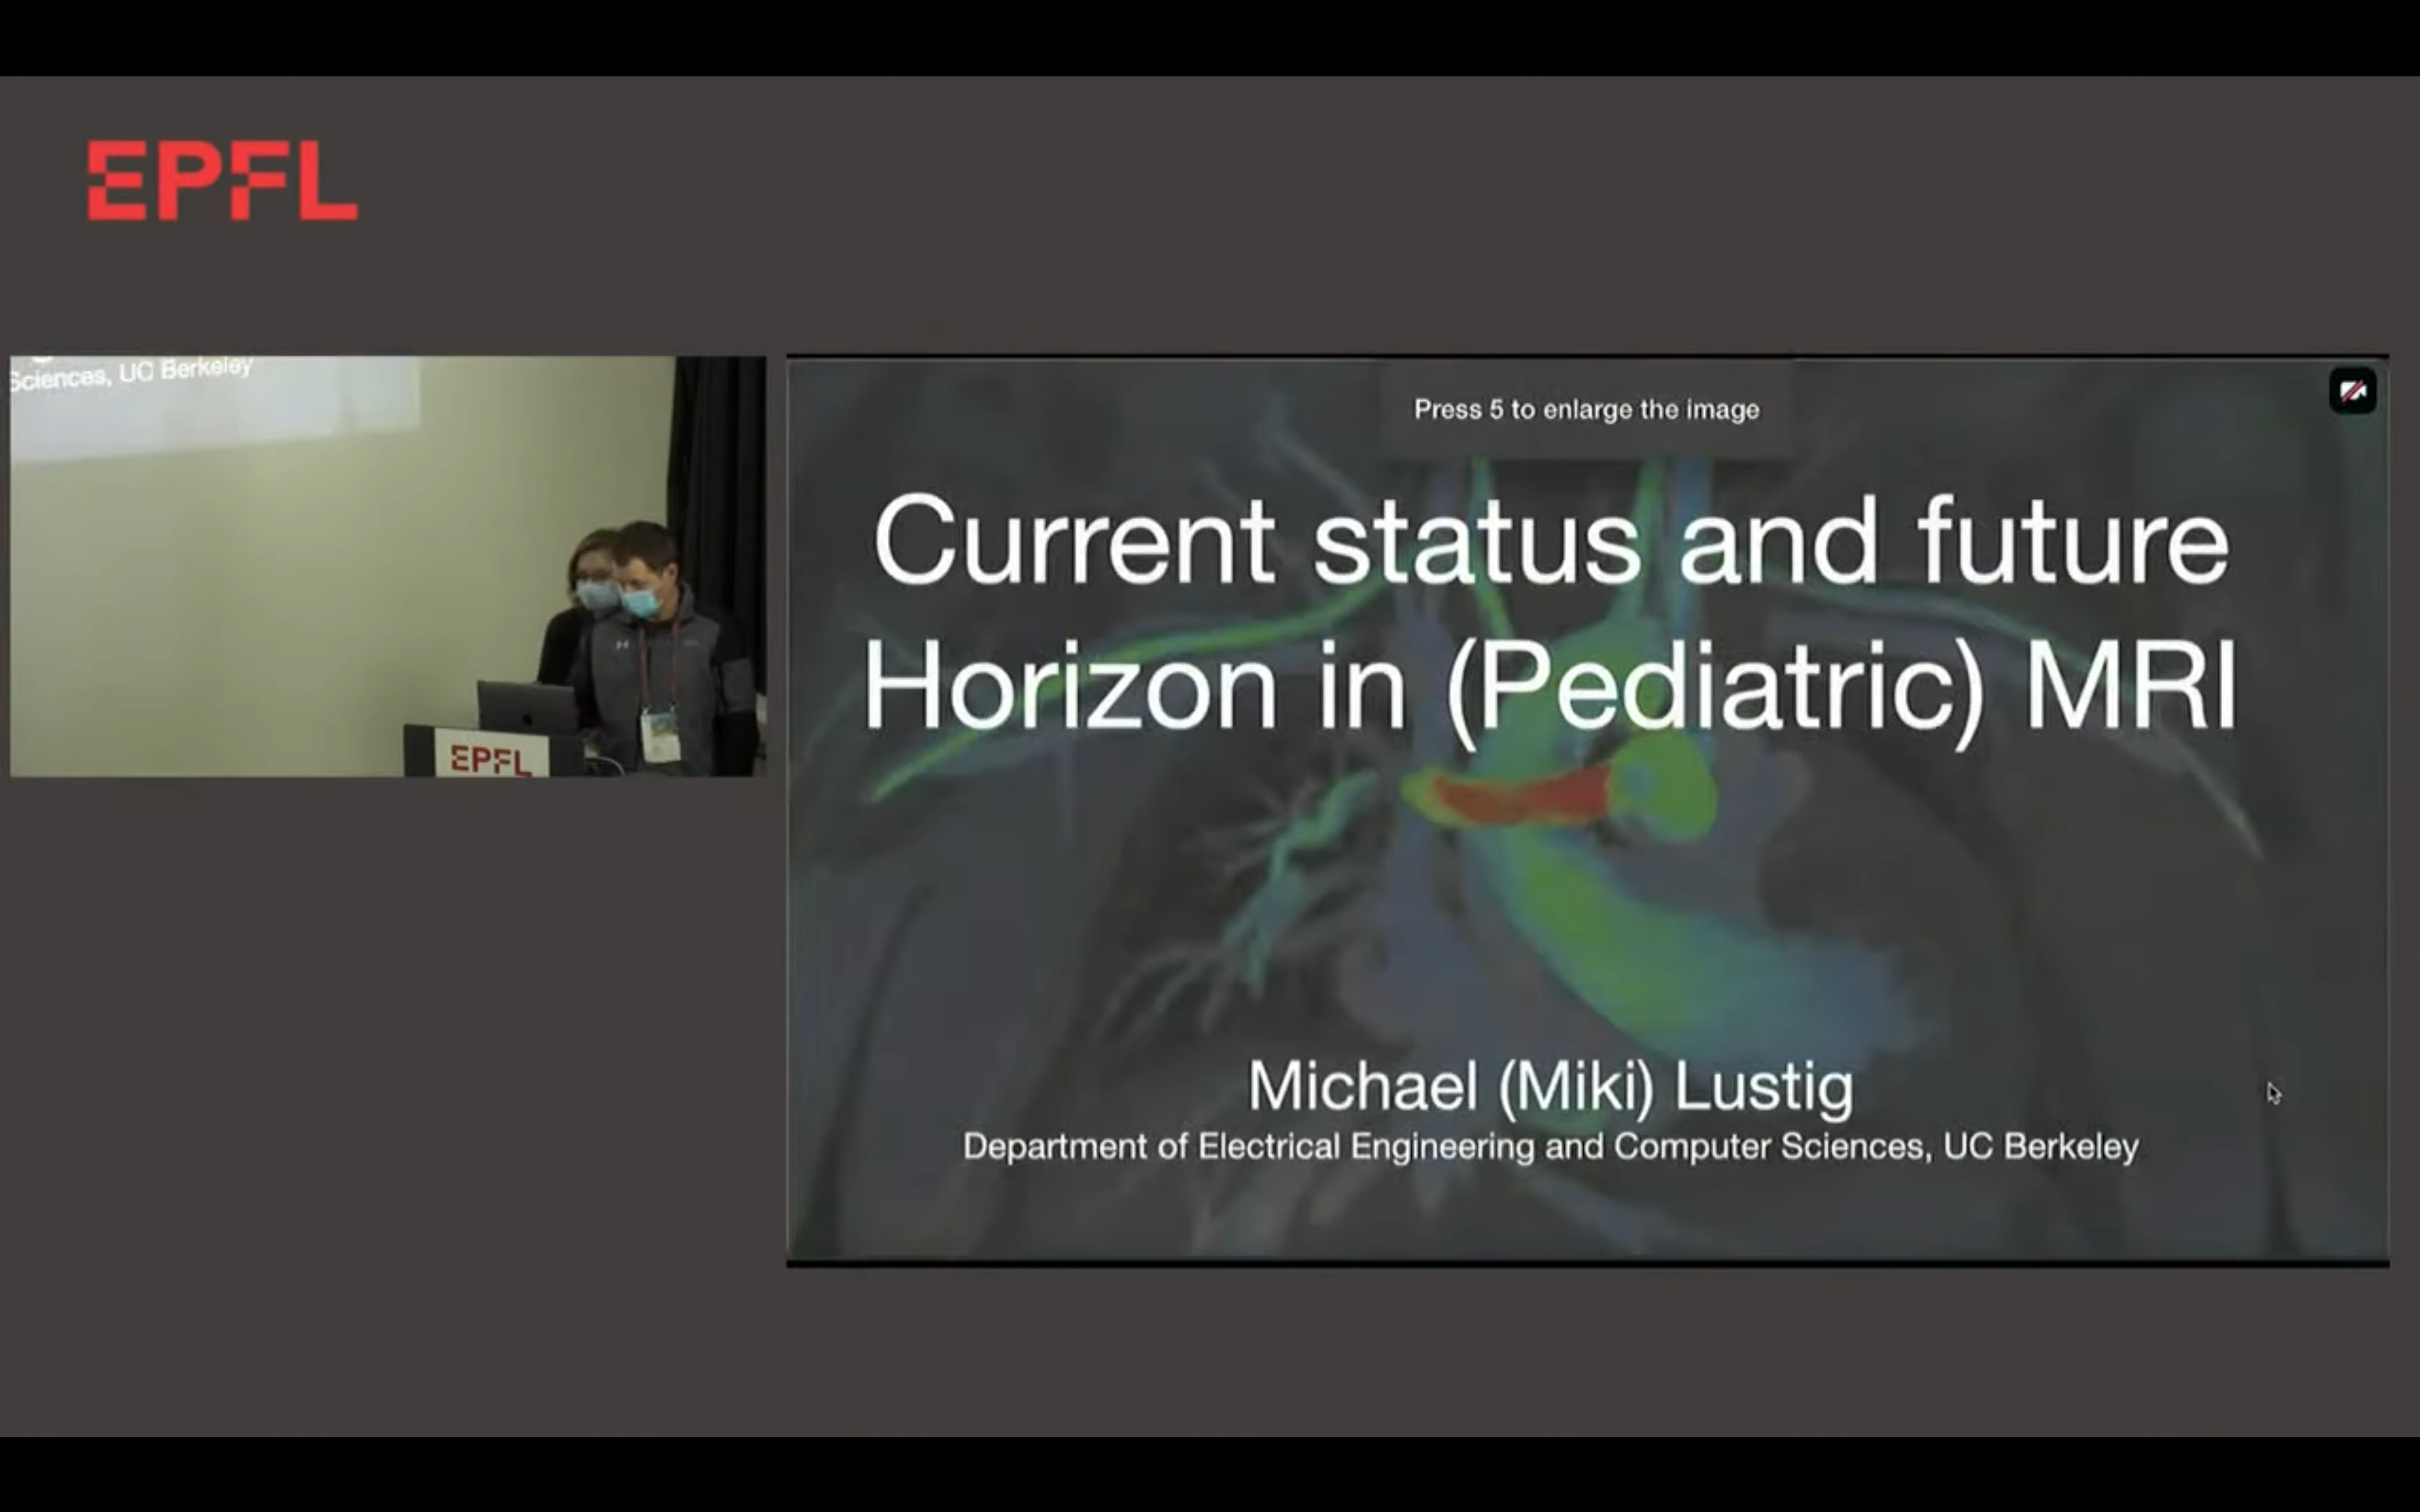 EPFL
Sciences, UC Berkeley
EPFL
Press 5 to enlarge the image
Current status and future
Horizon in (Pediatric) MRI
Michael (Miki) Lustig
Department of Electrical Engineering and Computer Sciences, UC Berkeley